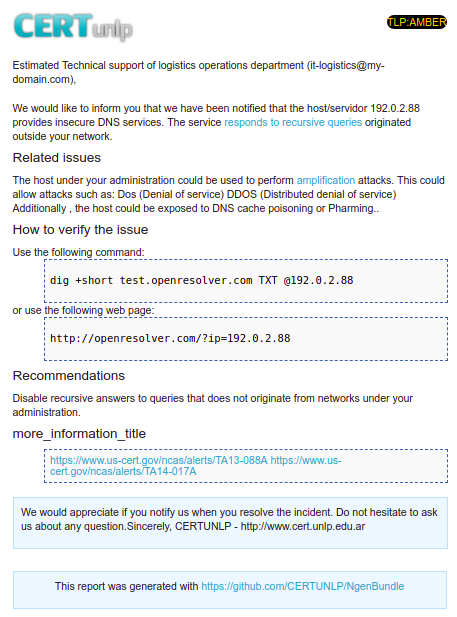 CERT unlp
TLP:AMBER
Estimated Technical support of logistics operations department (it-logistics@my-
domain.com),
We would like to inform you that we have been notified that the host/servidor 192.0.2.88
provides insecure DNS services. The service responds to recursive queries originated
outside your network.
Related issues
The host under your administration could be used to perform amplification attacks. This could
allow attacks such as: Dos (Denial of service) DDOS (Distributed denial of service)
Additionally , the host could be exposed to DNS cache poisoning or Pharming..
How to verify the issue
Use the following command:
dig +short test.openresolver.com TXT @192.0.2.88
or use the following web page:
http://openresolver.com/?ip=192.0.2.88
Recommendations
Disable recursive answers to queries that does not originate from networks under your
administration.
more_information_title
https://www.us-cert.gov/ncas/alerts/TA13-088A https://www.us-
cert.gov/ncas/alerts/TA14-017A
We would appreciate if you notify us when you resolve the incident. Do not hesitate to ask
us about any question.Sincerely, CERTUNLP - http://www.cert.unlp.edu.ar
This report was generated with https://github.com/CERTUNLP/NgenBundle